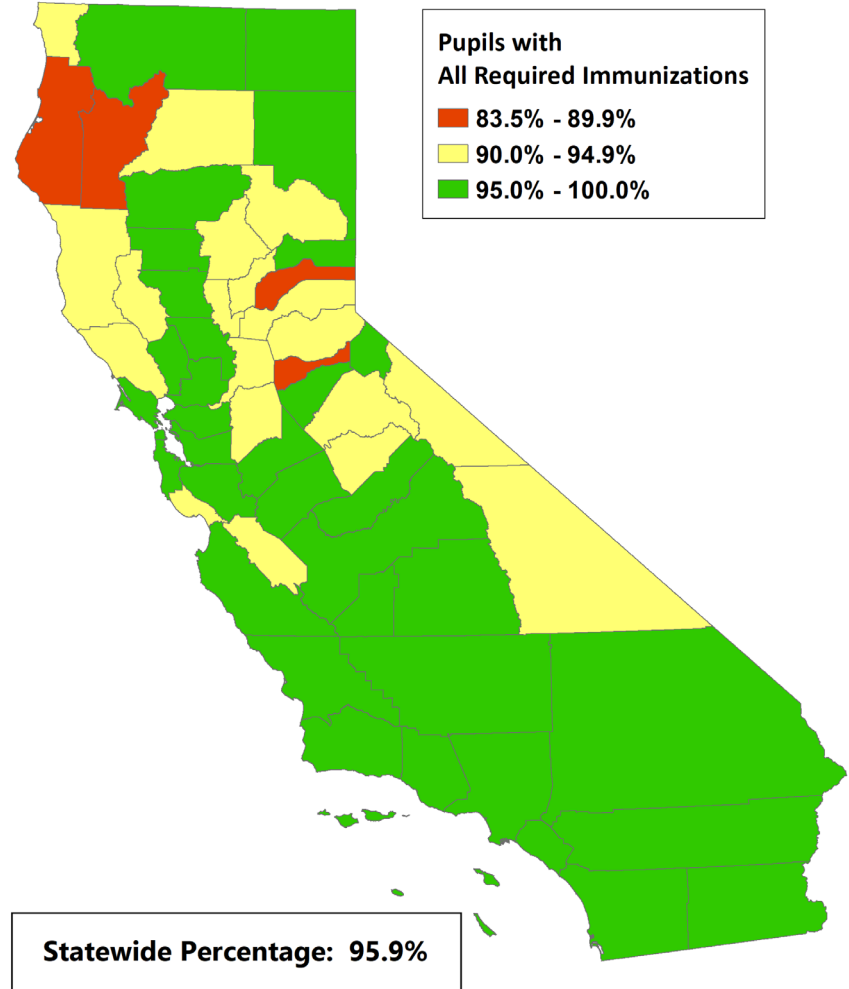 Pupils with
All Required Immunizations
83.5% - 89.9%
90.0% - 94.9%
95.0% - 100.0%
Statewide Percentage: 95.9%